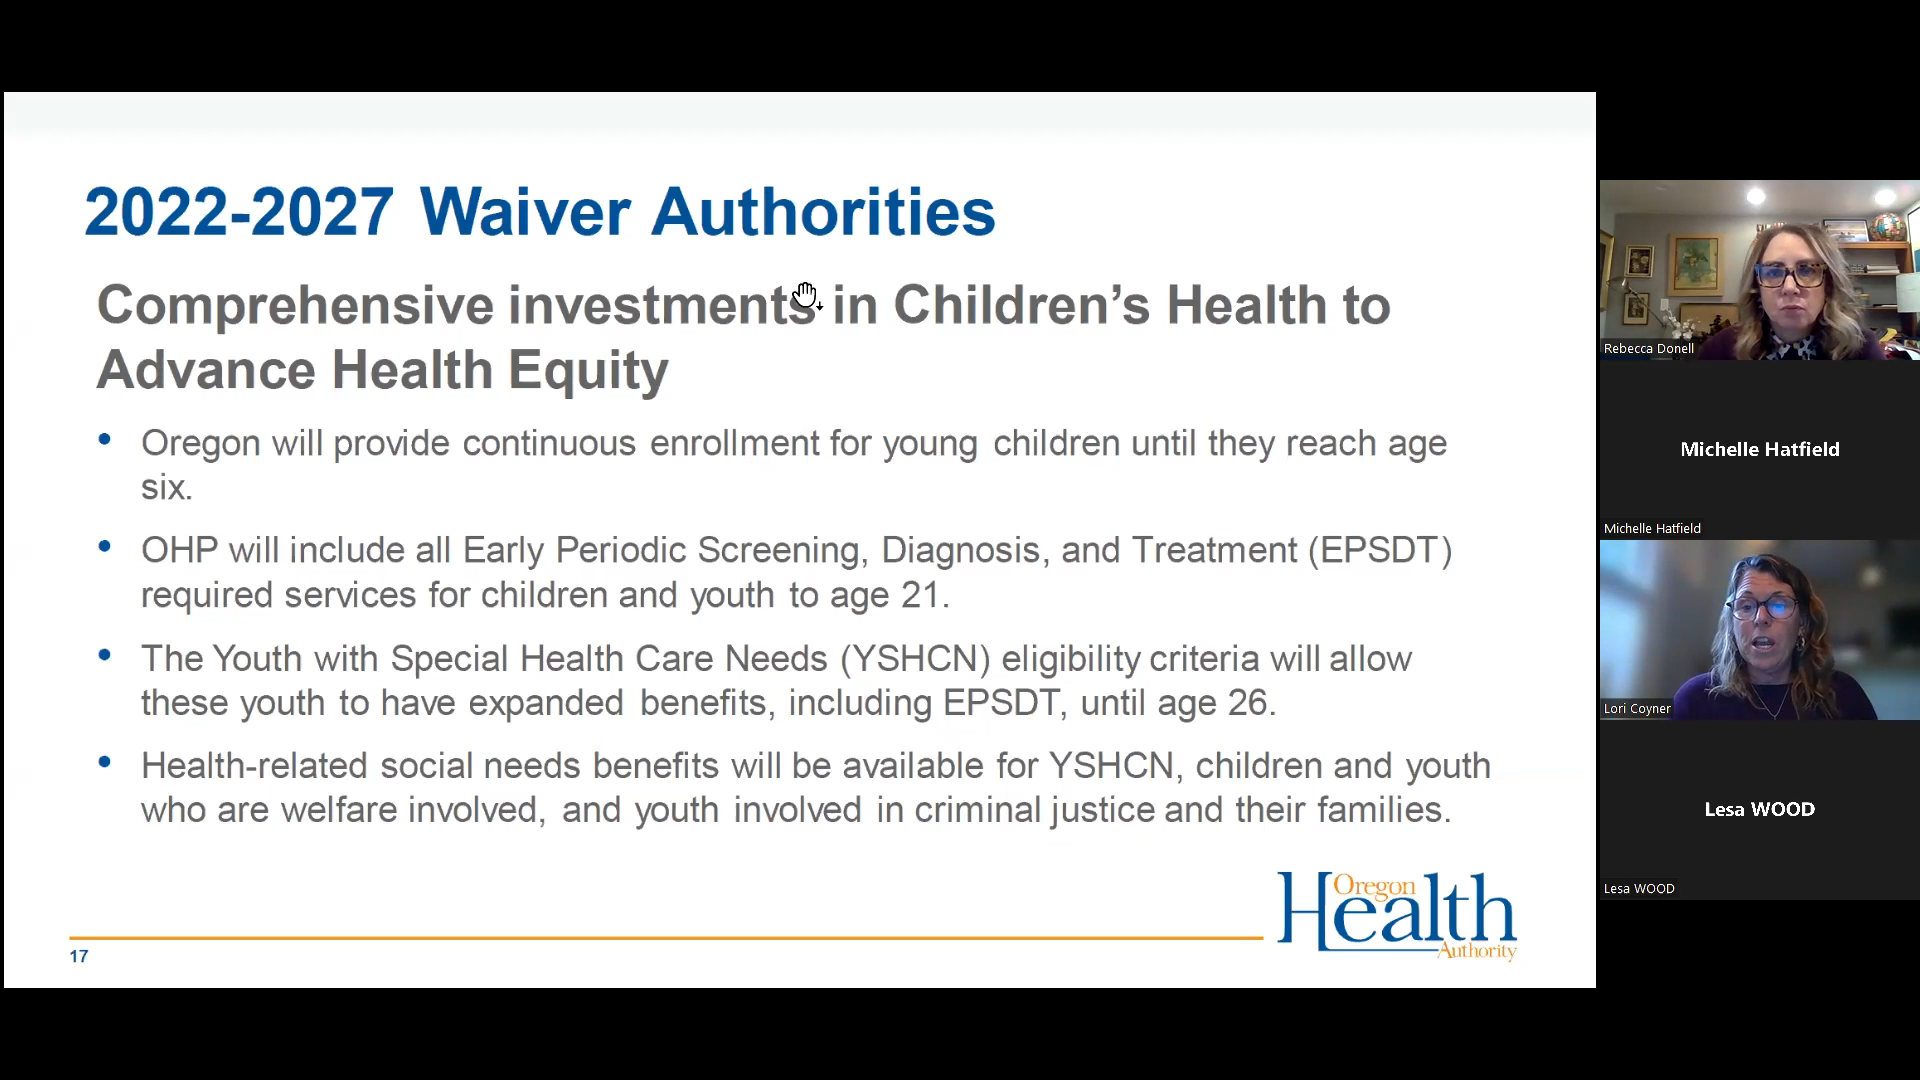 2022-2027 Waiver Authorities
Comprehensive investments in Children’s Health to
Advance Health Equity
• Oregon will provide continuous enrollment for young children until they reach age
six.
• OHP will include all Early Periodic Screening, Diagnosis, and Treatment (EPSDT)
required services for children and youth to age 21.
• The Youth with Special Health Care Needs (YSHCN) eligibility criteria will allow
these youth to have expanded benefits, including EPSDT, until age 26.
• Health-related social needs benefits will be available for YSHCN, children and youth
who are welfare involved, and youth involved in criminal justice and their families.
17
Oregon
Health
Authority
Rebecca Donell
Michelle Hatfield
Michelle Hatfield
Lori Coyner
Lesa WOOD
Lesa WOOD